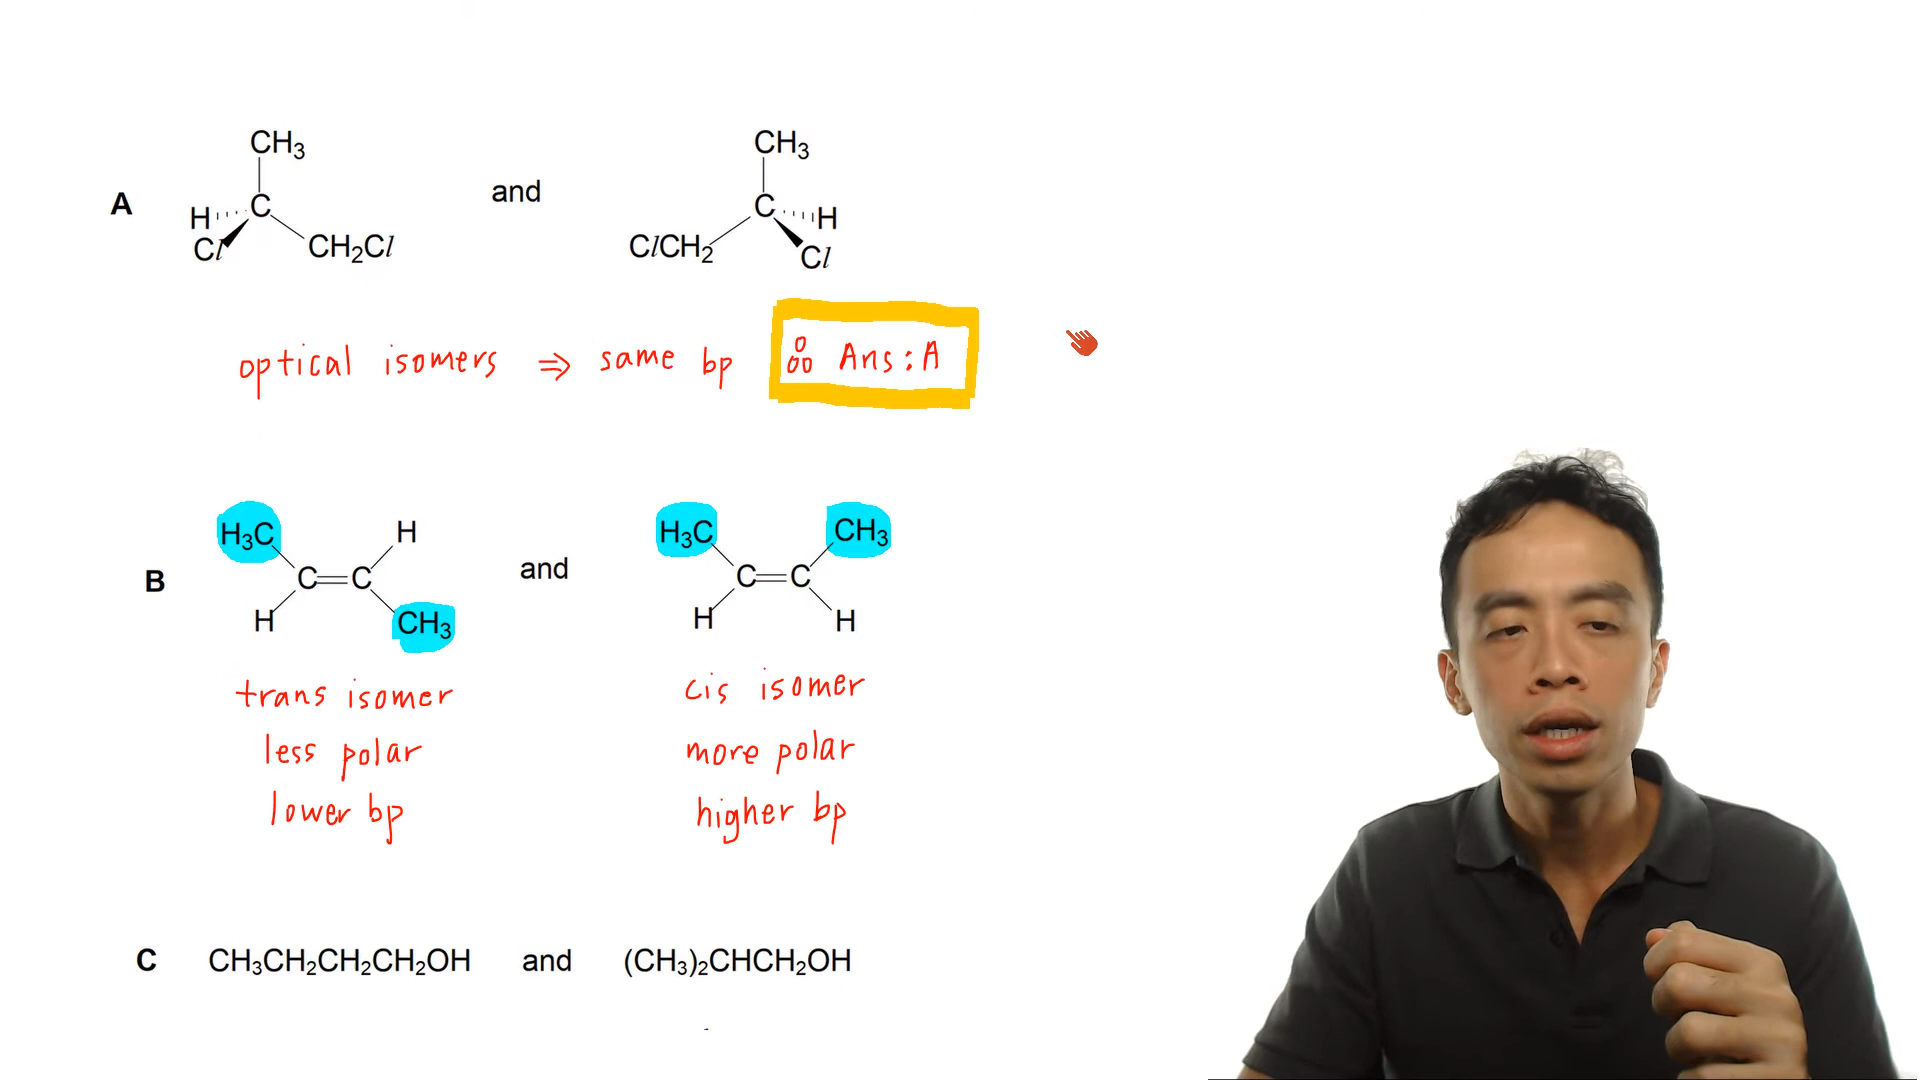 CH3 CH3
A H C and C H
Cl CH2Cl ClCH2 Cl
optical isomers ⇒ same bp ∴ Ans: A
H3C H H3C CH3
B C=C and C=C
H CH3 H H
trans isomer cis isomer
less polar more polar
lower bp higher bp
C CH3CH2CH2CH2OH and (CH3)2CHCH2OH